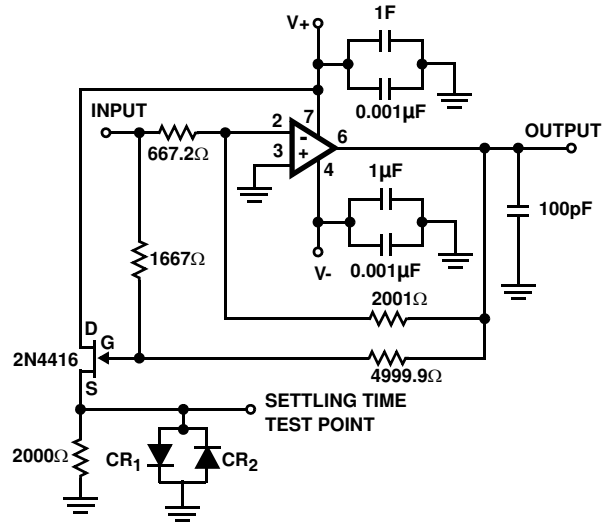 V+
1F
0.001µF
INPUT
667.2Ω
2
3
-
+
7
6
4
OUTPUT
1µF
0.001µF
V-
100pF
1667Ω
2001Ω
4999.9Ω
D
G
2N4416
S
SETTLING TIME
TEST POINT
2000Ω
CR1
CR2